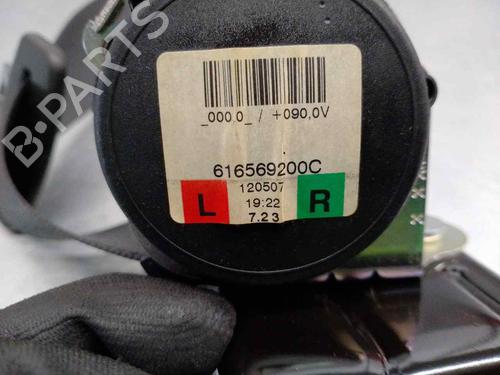 _000,0_ / +090,0V
616569200C
L 120507 R
19:22
7.23
B-PARTS